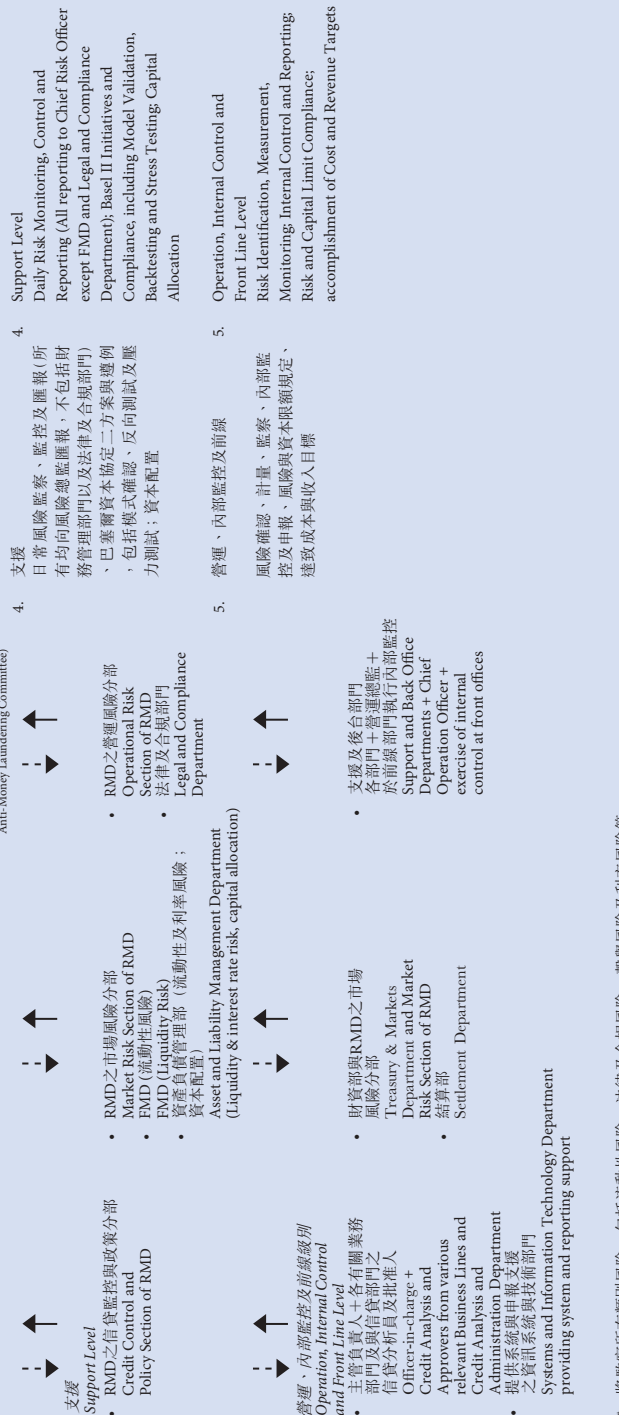 Anti-Money Laundering Committee)
支援
Support Level
• RMD之信貸監控與政策分部
Credit Control and
Policy Section of RMD
• RMD之市場風險分部
Market Risk Section of RMD
• FMD (流動性風險)
FMD (Liquidity Risk)
• 資產負債管理部（流動性及利率風險；
資本配置）
Asset and Liability Management Department
(Liquidity & interest rate risk, capital allocation)
• RMD之營運風險分部
Operational Risk
Section of RMD
• 法律及合規部門
Legal and Compliance
Department
4. 支援
日常風險監察、監控及匯報(所
有均向風險總監匯報，不包括財
務管理部門以及法律及合規部門)
、巴塞爾資本協定二方案與遵例
，包括模式確認、反向測試及壓
力測試；資本配置
4. Support Level
Daily Risk Monitoring, Control and
Reporting (All reporting to Chief Risk Officer
except FMD and Legal and Compliance
Department); Basel II Initiatives and
Compliance, including Model Validation,
Backtesting and Stress Testing; Capital
Allocation
營運、內部監控及前線級別
Operation, Internal Control
and Front Line Level
• 主管負責人＋各有關業務
部門及與信貸部門之
信貸分析員及批准人
Officer-in-charge +
Credit Analysis and
Approvers from various
relevant Business Lines and
Credit Analysis and
Administration Department
• 提供系統與申報支援
之資訊系統與技術部門
Systems and Information Technology Department
providing system and reporting support
• 財資部與RMD之市場
風險分部
Treasury & Markets
Department and Market
Risk Section of RMD
• 結算部
Settlement Department
• 支援及後台部門
各部門＋營運總監＋
於前線部門執行內部監控
Support and Back Office
Departments + Chief
Operation Officer +
exercise of internal
control at front offices
5. 營運、內部監控及前線
風險確認、計量、監察、內部監
控及申報、風險與資本限額規定、
達致成本與收入目標
5. Operation, Internal Control and
Front Line Level
Risk Identification, Measurement,
Monitoring, Internal Control and Reporting;
Risk and Capital Limit Compliance;
accomplishment of Cost and Revenue Targets